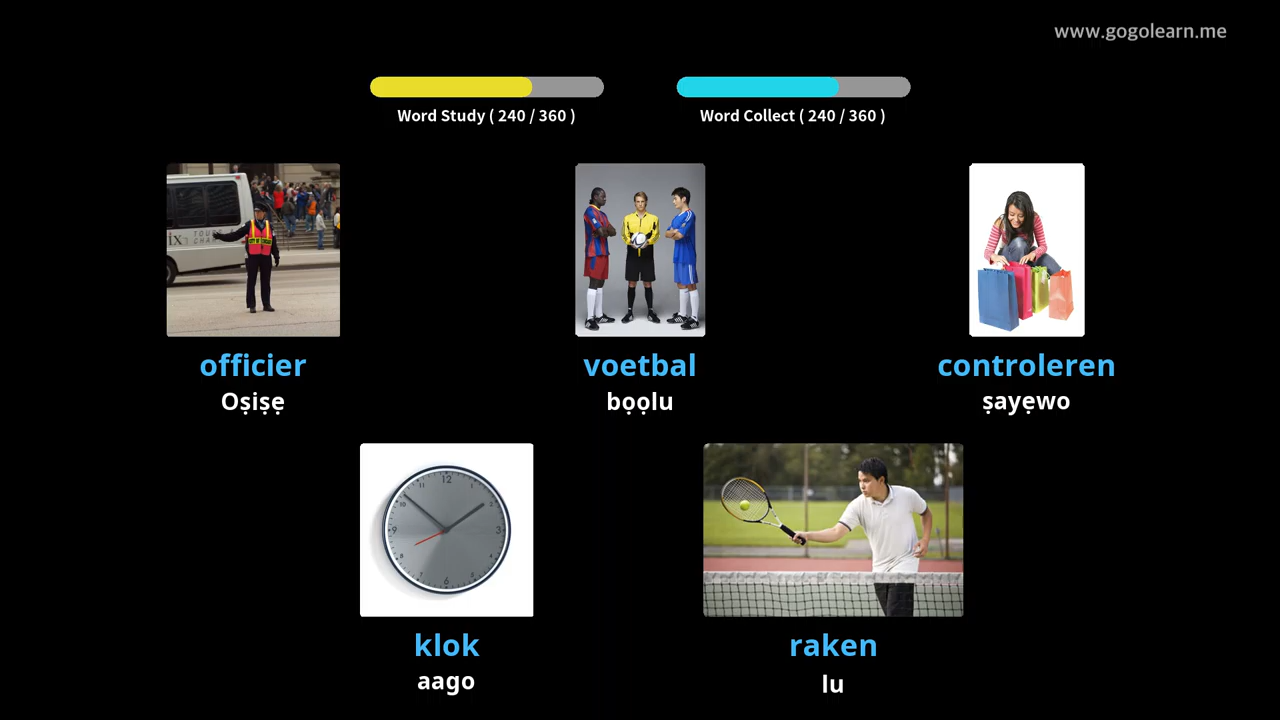 www.gogolearn.me
Word Study ( 240 / 360 )
Word Collect ( 240 / 360 )
officier
voetbal
controleren
Oṣiṣẹ
bọọlu
ṣayẹwo
klok
raken
aago
lu